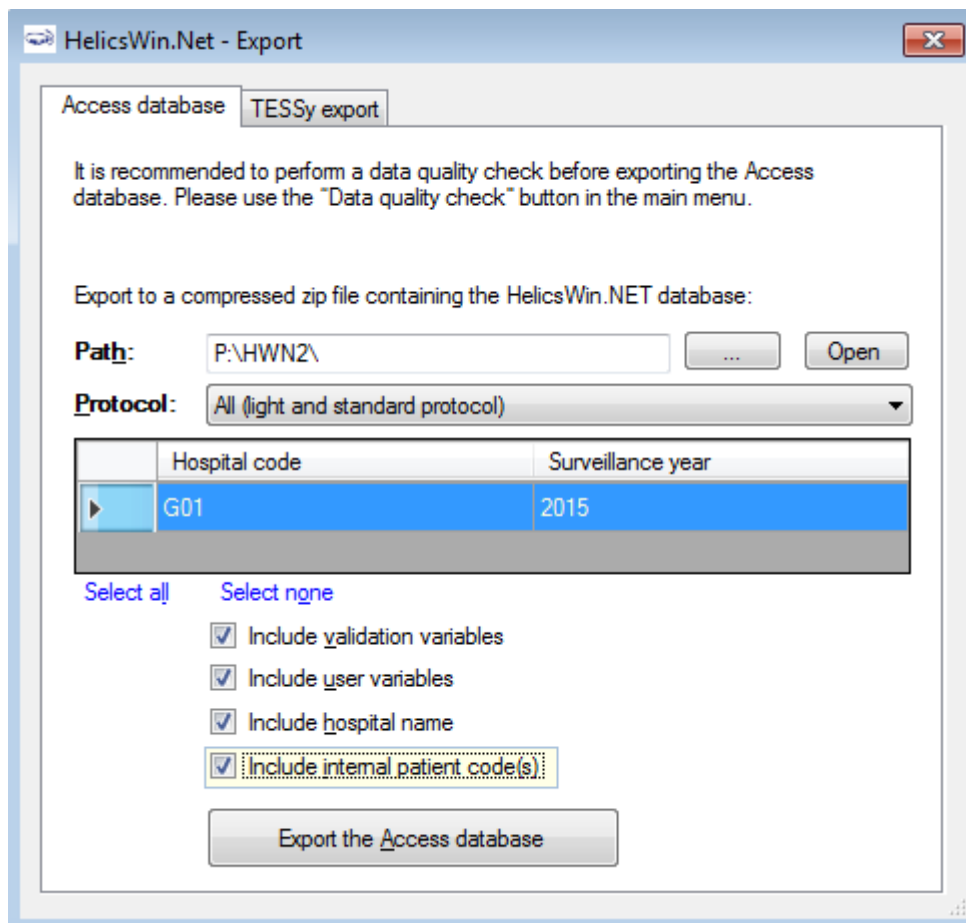 HelicsWin.Net - Export
Access database
TESSy export
It is recommended to perform a data quality check before exporting the Access
database. Please use the "Data quality check" button in the main menu.
Export to a compressed zip file containing the HelicsWin.NET database:
Path: P:\HWN2\ ... Open
Protocol: All (light and standard protocol)
Hospital code Surveillance year
G01 2015
Select all Select none
Include validation variables
Include user variables
Include hospital name
Include internal patient code(s)
Export the Access database